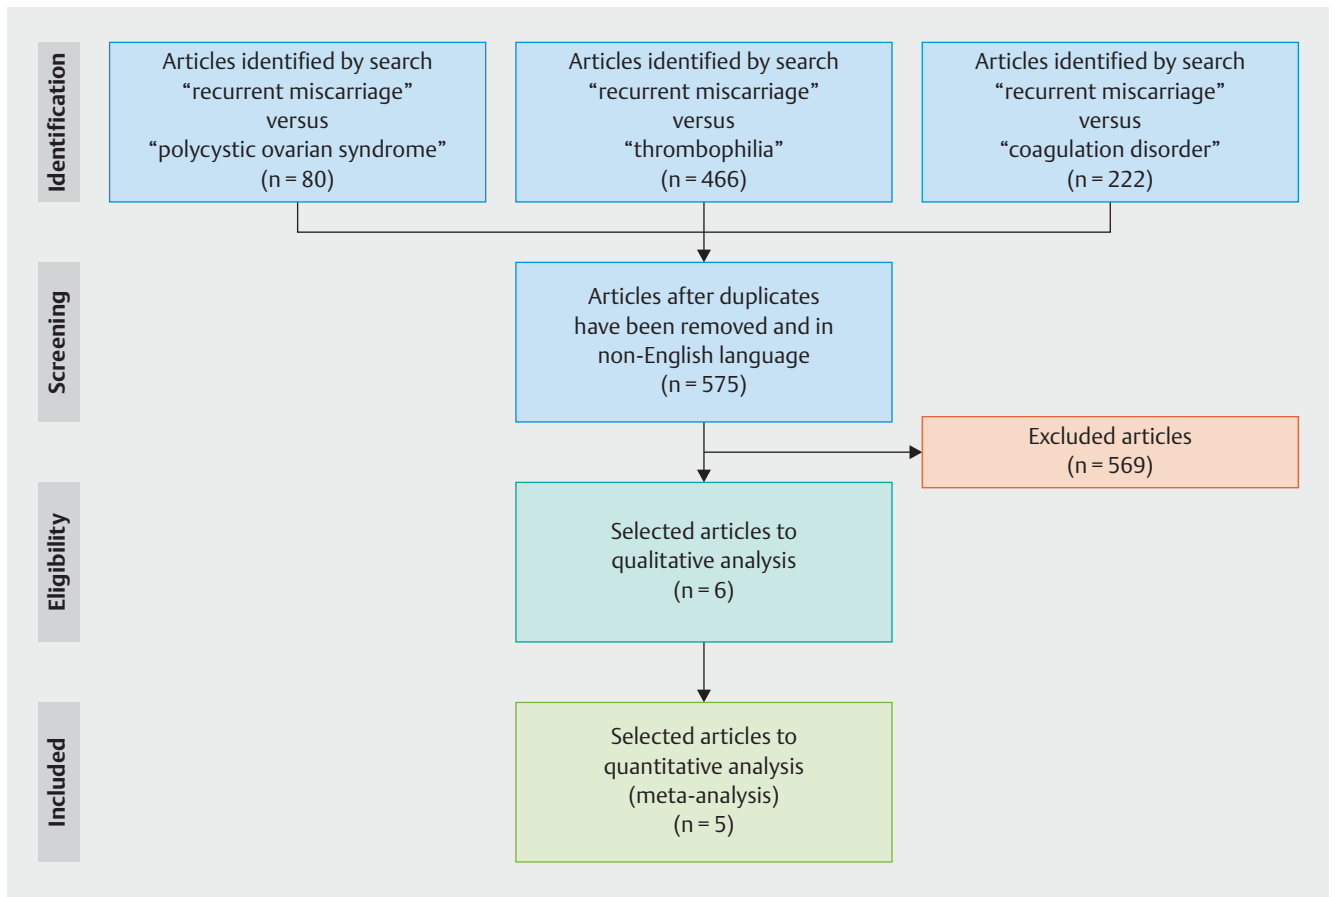 Identification
Articles identified by search
“recurrent miscarriage”
versus
“polycystic ovarian syndrome”
(n = 80)
Articles identified by search
“recurrent miscarriage”
versus
“thrombophilia”
(n = 466)
Articles identified by search
“recurrent miscarriage”
versus
“coagulation disorder”
(n = 222)
Screening
Articles after duplicates
have been removed and in
non-English language
(n = 575)
Excluded articles
(n = 569)
Eligibility
Selected articles to
qualitative analysis
(n = 6)
Included
Selected articles to
quantitative analysis
(meta-analysis)
(n = 5)